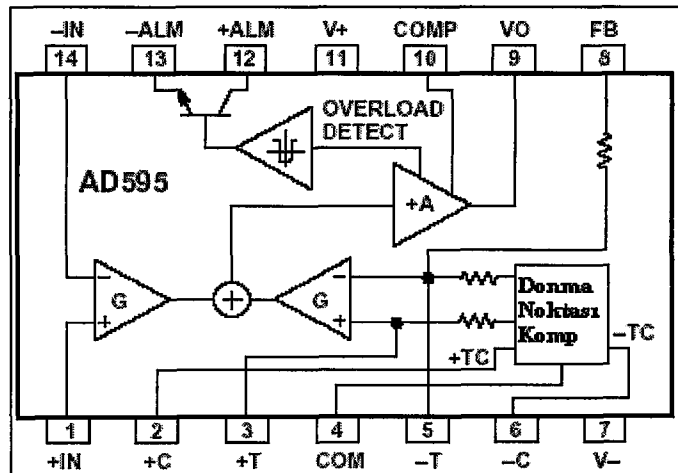 –IN –ALM +ALM V+ COMP VO FB
14 13 12 11 10 9 8
OVERLOAD
DETECT
AD595
+A
– –
G + G
+ +
Donma
Noktası
Komp
–TC
+TC
1 2 3 4 5 6 7
+IN +C +T COM –T –C V–